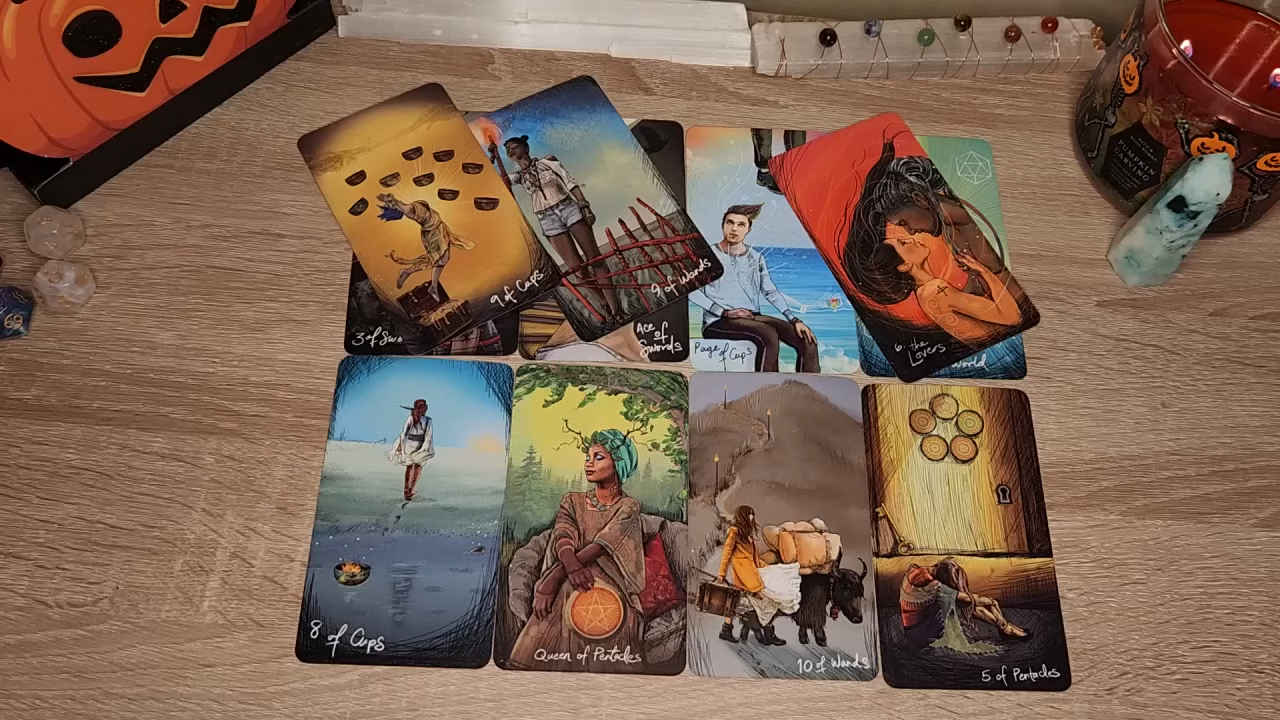 9 of Cups
9 of Wands
3 of Swo
Ace
of
Swords
Page of Cups
6. the
Lovers
World
8 of Cups
Queen of Pentacles
10 of Wands
5 of Pentacles
PUMPKIN
CARVING
69